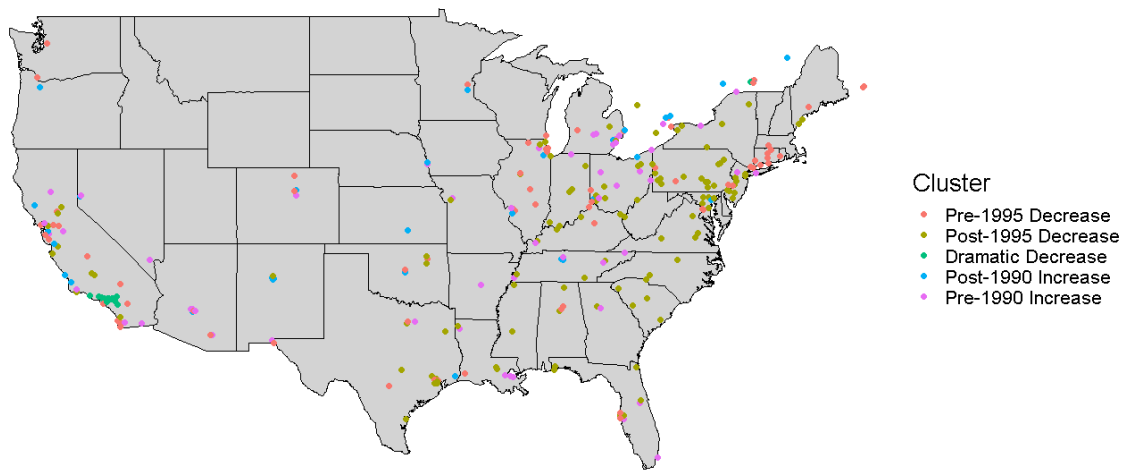 Cluster
Pre-1995 Decrease
Post-1995 Decrease
Dramatic Decrease
Post-1990 Increase
Pre-1990 Increase